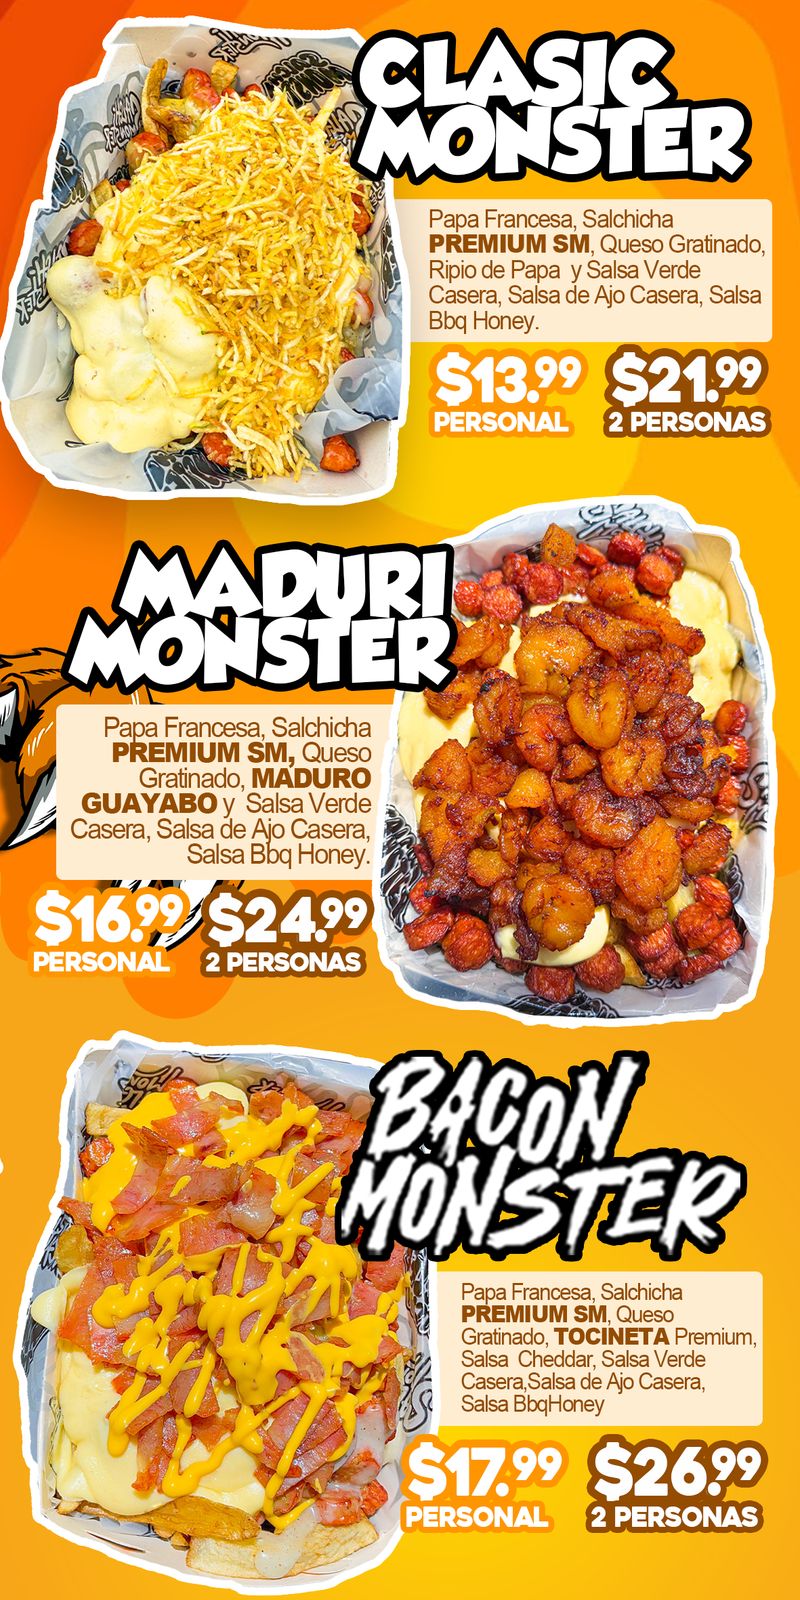 CLASIC
MONSTER
Papa Francesa, Salchicha
PREMIUM SM, Queso Gratinado,
Ripio de Papa y Salsa Verde
Casera, Salsa de Ajo Casera, Salsa
Bbq Honey.
$13.99 $21.99
PERSONAL 2 PERSONAS
MADURI
MONSTER
Papa Francesa, Salchicha
PREMIUM SM, Queso
Gratinado, MADURO
GUAYABO y Salsa Verde
Casera, Salsa de Ajo Casera,
Salsa Bbq Honey.
$16.99 $24.99
PERSONAL 2 PERSONAS
BACON
MONSTER
Papa Francesa, Salchicha
PREMIUM SM, Queso
Gratinado, TOCINETA Premium,
Salsa Cheddar, Salsa Verde
Casera,Salsa de Ajo Casera,
Salsa BbqHoney
$17.99 $26.99
PERSONAL 2 PERSONAS